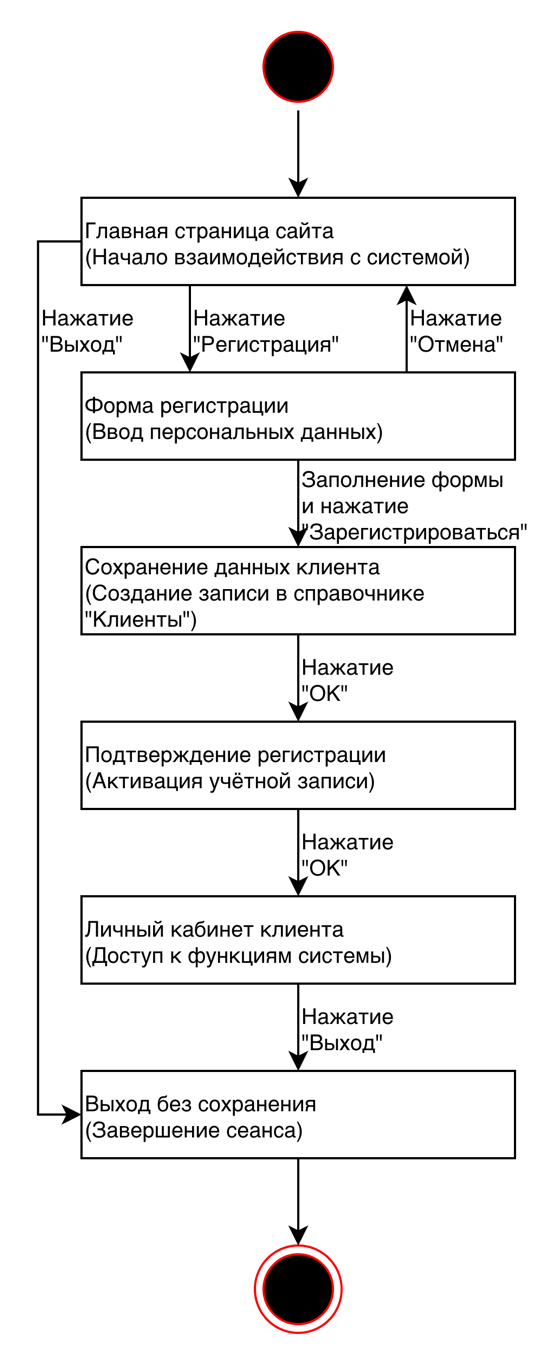 Главная страница сайта
(Начало взаимодействия с системой)
Нажатие
"Выход"
Нажатие
"Регистрация"
Нажатие
"Отмена"
Форма регистрации
(Ввод персональных данных)
Заполнение формы
и нажатие
"Зарегистрироваться"
Сохранение данных клиента
(Создание записи в справочнике
"Клиенты")
Нажатие
"ОК"
Подтверждение регистрации
(Активация учётной записи)
Нажатие
"ОК"
Личный кабинет клиента
(Доступ к функциям системы)
Нажатие
"Выход"
Выход без сохранения
(Завершение сеанса)